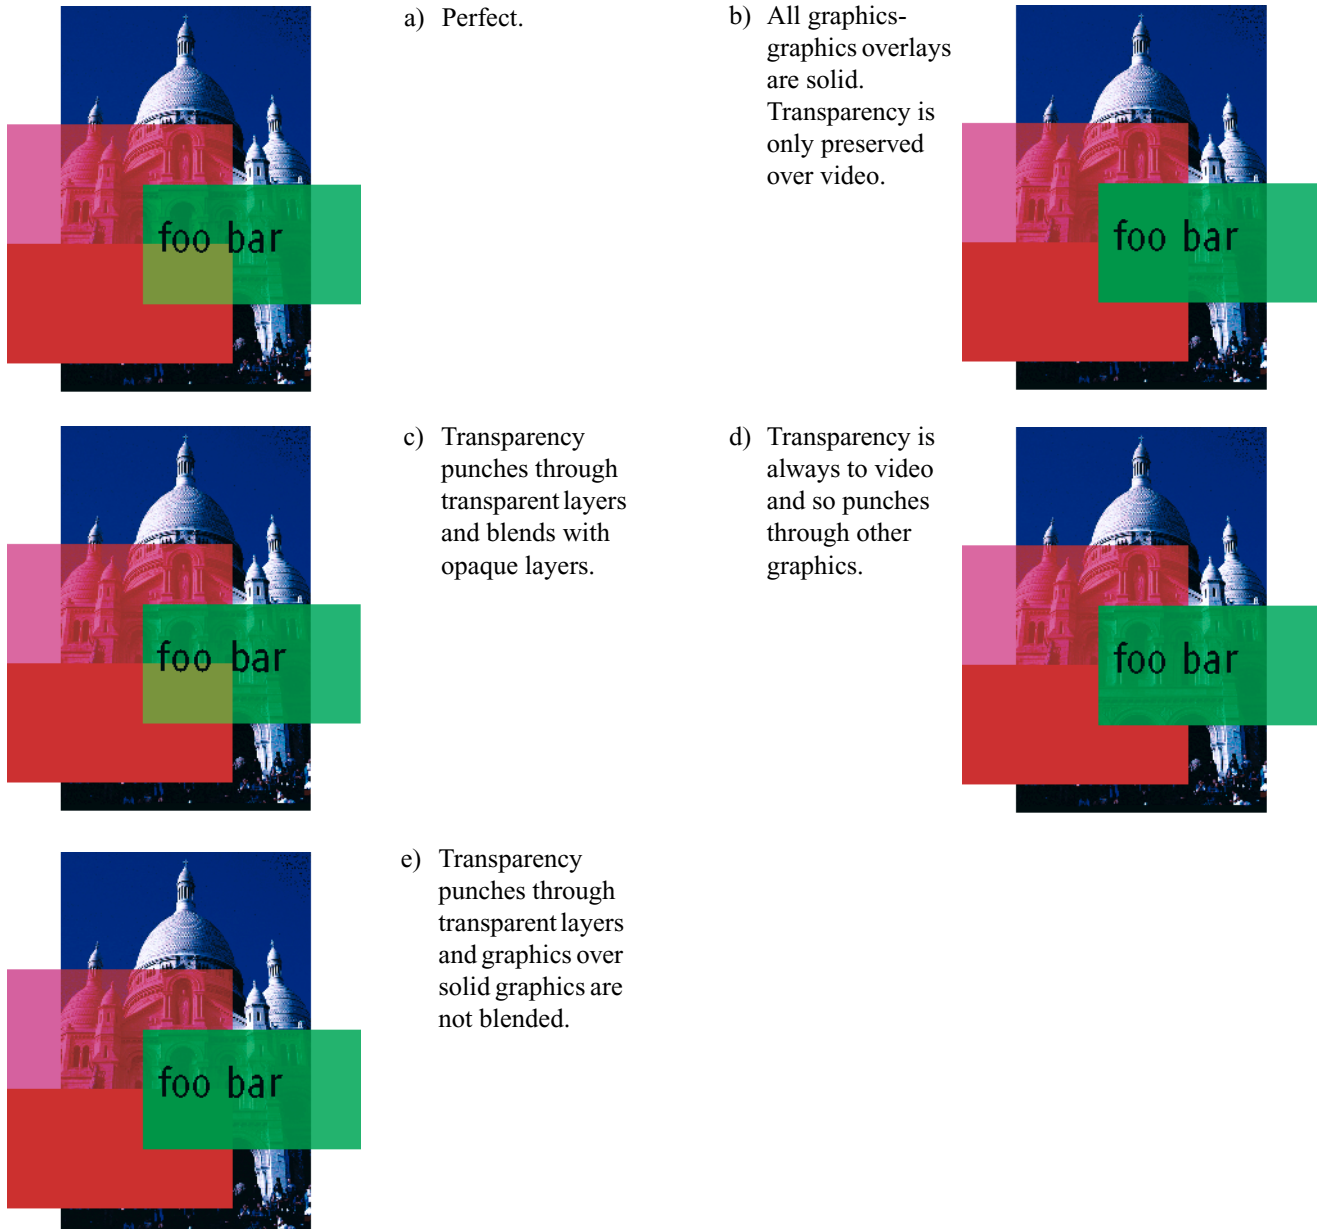 a) Perfect.
foo bar
b) All graphics-
graphics overlays
are solid.
Transparency is
only preserved
over video.
foo bar
c) Transparency
punches through
transparent layers
and blends with
opaque layers.
foo bar
d) Transparency is
always to video
and so punches
through other
graphics.
foo bar
e) Transparency
punches through
transparent layers
and graphics over
solid graphics are
not blended.
foo bar